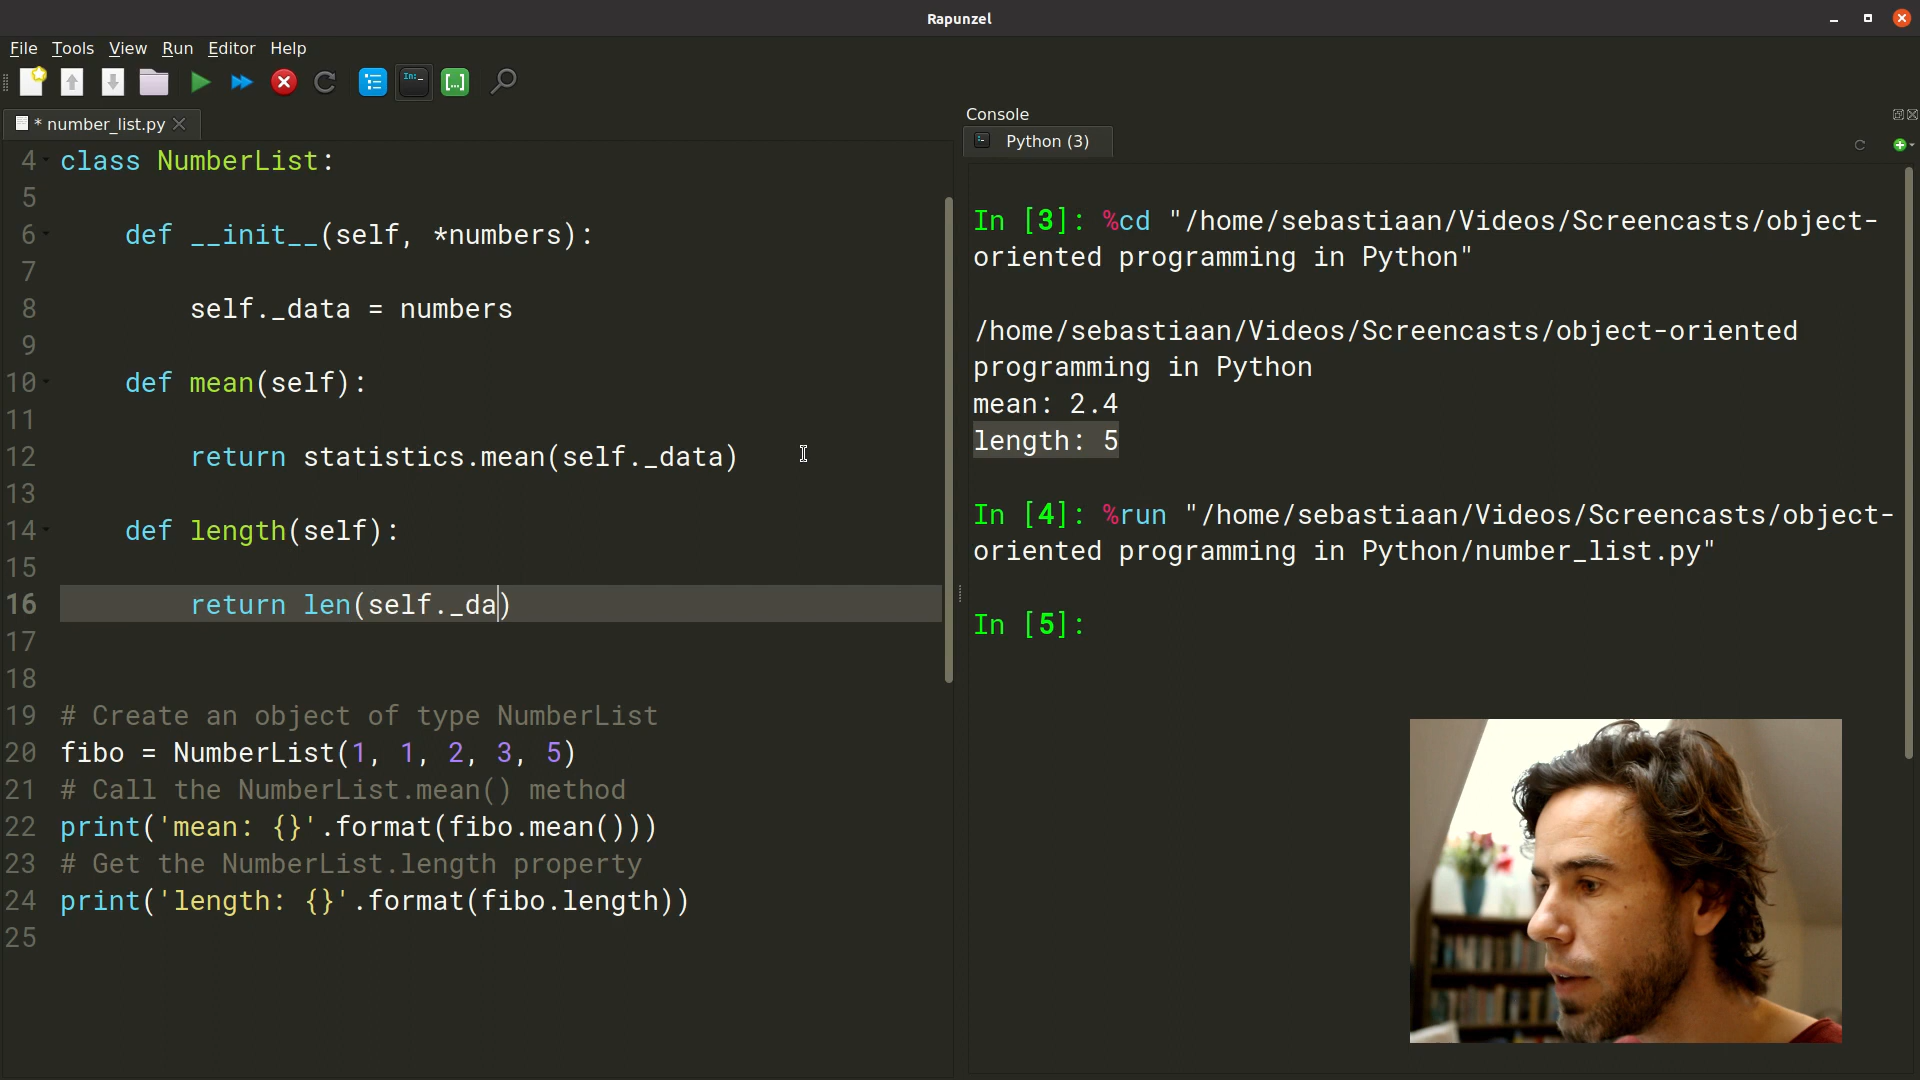 Rapunzel
File Tools View Run Editor Help
In:_
[...]
* number_list.py
4 class NumberList:
5
6 def __init__(self, *numbers):
7
8 self._data = numbers
9
10 def mean(self):
11
12 return statistics.mean(self._data)
13
14 def length(self):
15
16 return len(self._da)
17
18
19 # Create an object of type NumberList
20 fibo = NumberList(1, 1, 2, 3, 5)
21 # Call the NumberList.mean() method
22 print('mean: {}'.format(fibo.mean()))
23 # Get the NumberList.length property
24 print('length: {}'.format(fibo.length))
25
Console
Python (3)
In [3]: %cd "/home/sebastiaan/Videos/Screencasts/object-
oriented programming in Python"
/home/sebastiaan/Videos/Screencasts/object-oriented
programming in Python
mean: 2.4
length: 5
In [4]: %run "/home/sebastiaan/Videos/Screencasts/object-
oriented programming in Python/number_list.py"
In [5]: